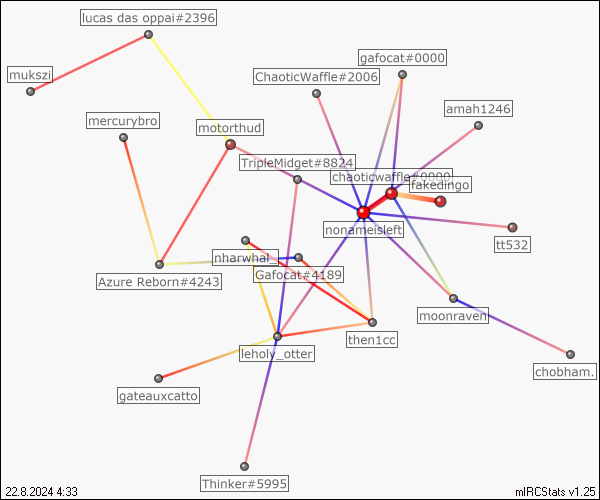 lucas das oppai#2396
gafocat#0000
mukszi
ChaoticWaffle#2006
amah1246
mercurybro
motorthud
TripleMidget#8824
chaoticwaffle#0000
fakedingo
nonameisleft
tt532
nharwhal_
Gafocat#4189
Azure Reborn#4243
moonraven
then1cc
leholy_otter
chobham.
gateauxcatto
Thinker#5995
22.8.2024 4:33
mIRCStats v1.25